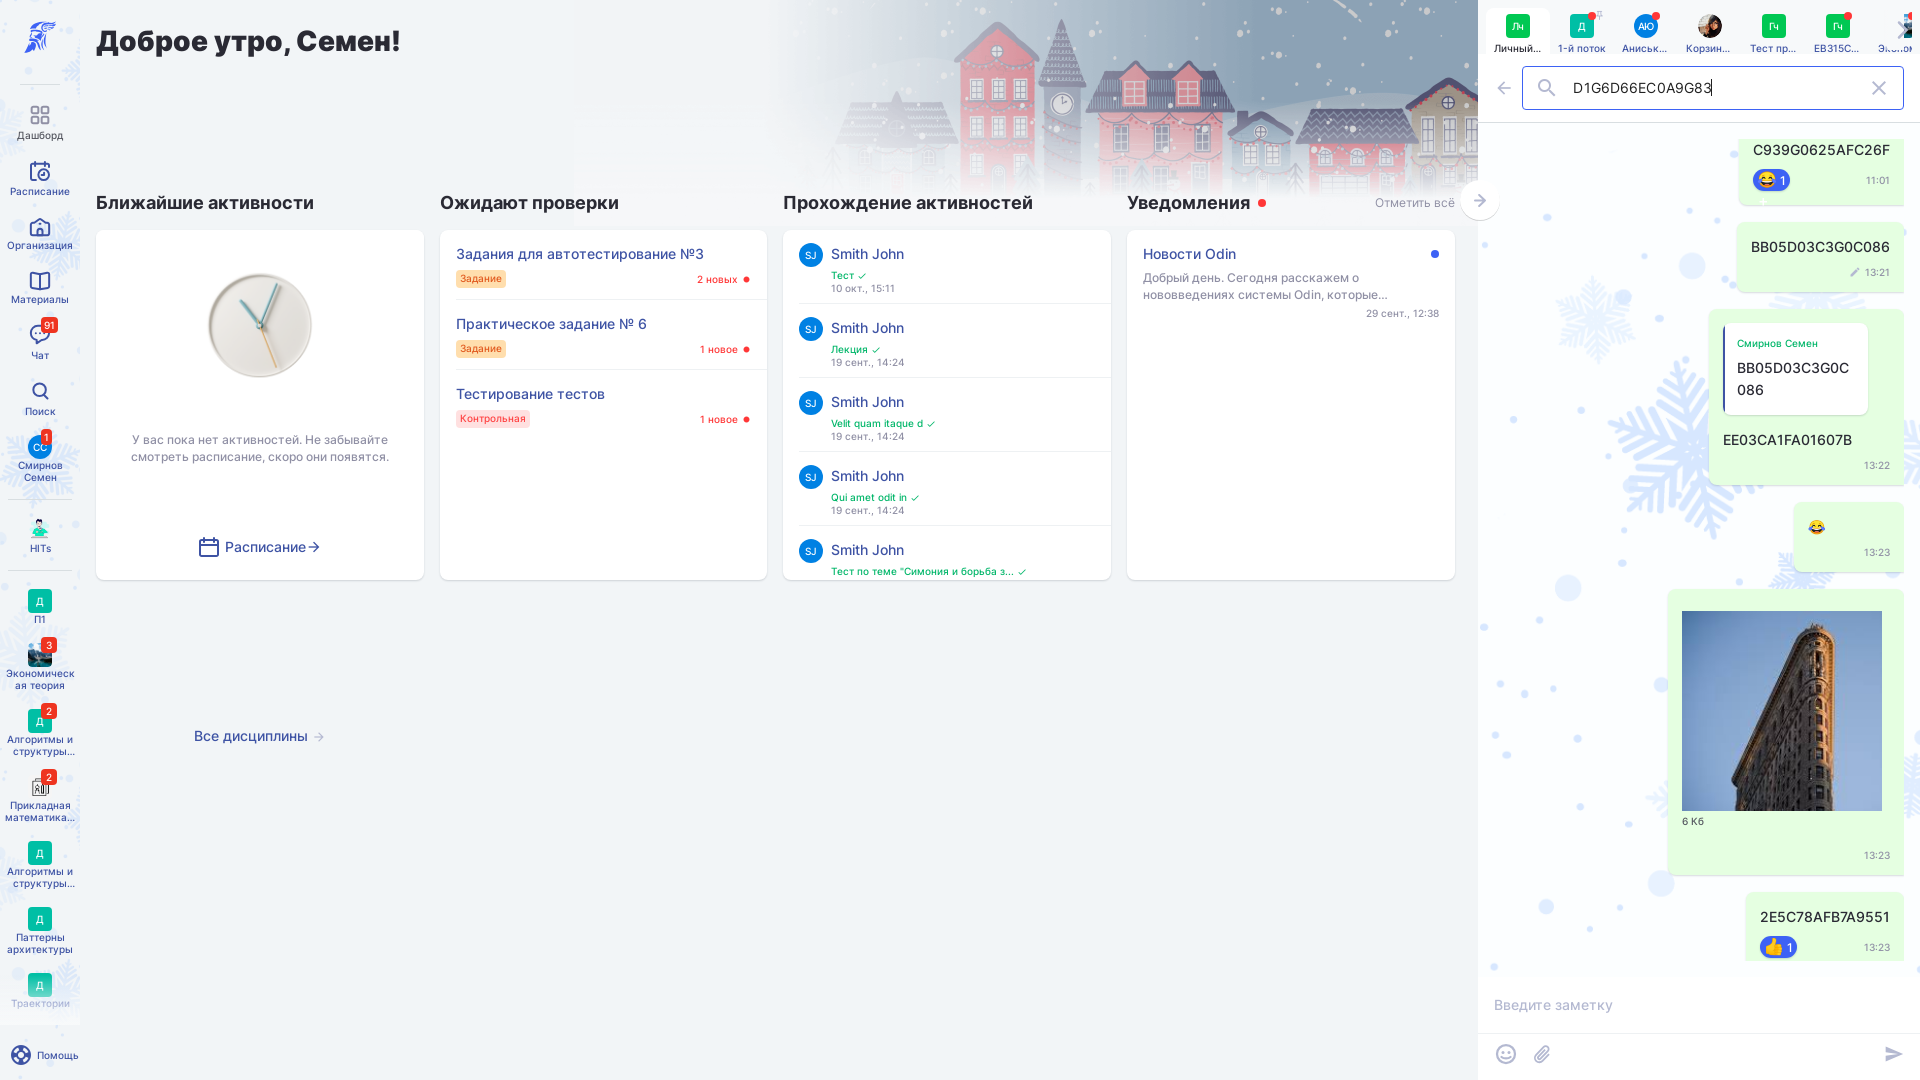 Доброе утро, Семен!
Дашборд
Расписание
Организация
Материалы
91
Чат
Поиск
СС
1
Смирнов
Семен
HITs
Д
П1
3
Экономическ
ая теория
Д
2
Алгоритмы и
структуры...
2
Прикладная
математика...
Д
Алгоритмы и
структуры...
Д
Паттерны
архитектуры
Д
Траектории
Помощь
Ближайшие активности
У вас пока нет активностей. Не забывайте
смотреть расписание, скоро они появятся.
Расписание
Все дисциплины
Ожидают проверки
Задания для автотестирование №3
Задание
2 новых
Практическое задание № 6
Задание
1 новое
Тестирование тестов
Контрольная
1 новое
Прохождение активностей
SJ
Smith John
Тест
10 окт., 15:11
SJ
Smith John
Лекция
19 сент., 14:24
SJ
Smith John
Velit quam itaque d
19 сент., 14:24
SJ
Smith John
Qui amet odit in
19 сент., 14:24
SJ
Smith John
Тест по теме "Симония и борьба з...
Уведомления
Отметить всё
Новости Odin
Добрый день. Сегодня расскажем о
нововведениях системы Odin, которые...
29 сент., 12:38
Лч
Личный...
Д
1-й поток
АЮ
Аниськ...
Корзин...
Гч
Тест пр...
Гч
EB315C...
D1G6D66EC0A9G83
C939G0625AFC26F
1
11:01
BB05D03C3G0C086
13:21
Смирнов Семен
BB05D03C3G0C
086
EE03CA1FA01607B
13:22
13:23
6 Кб
13:23
2E5C78AFB7A9551
1
13:23
Введите заметку